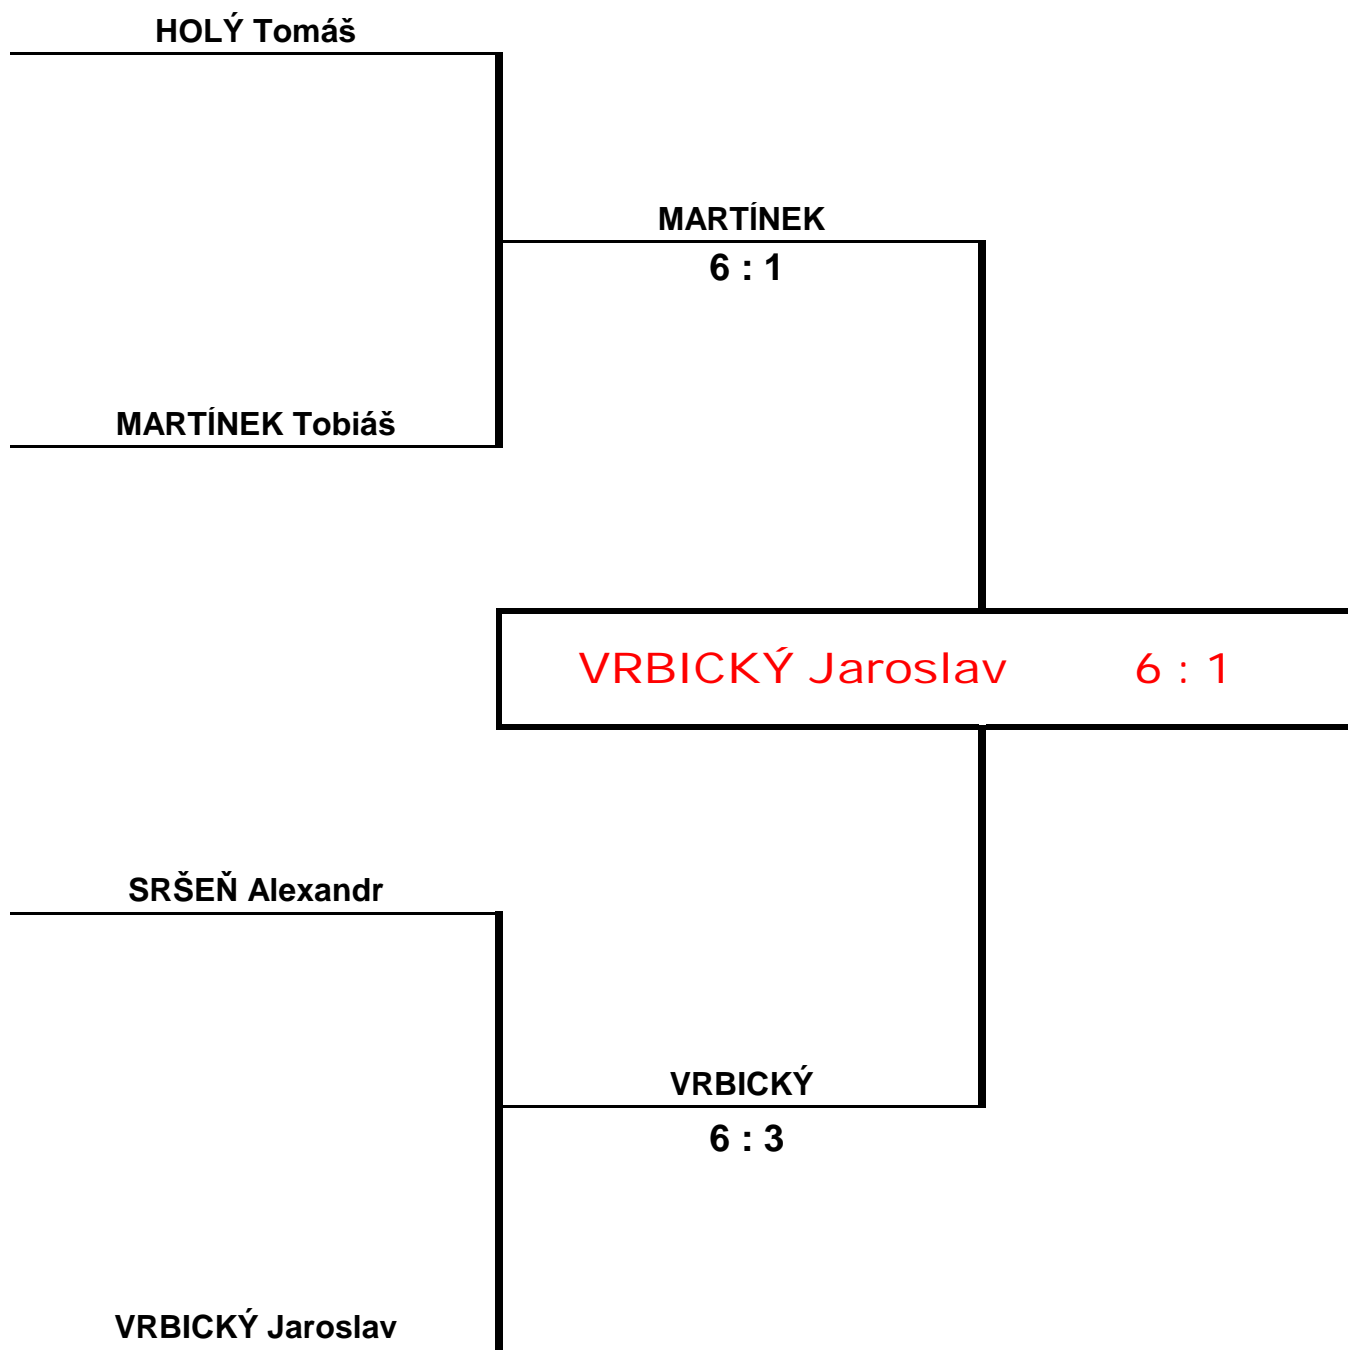 HOLÝ Tomáš
MARTÍNEK
6 : 1
MARTÍNEK Tobiáš
VRBICKÝ Jaroslav 6 : 1
SRŠEŇ Alexandr
VRBICKÝ
6 : 3
VRBICKÝ Jaroslav